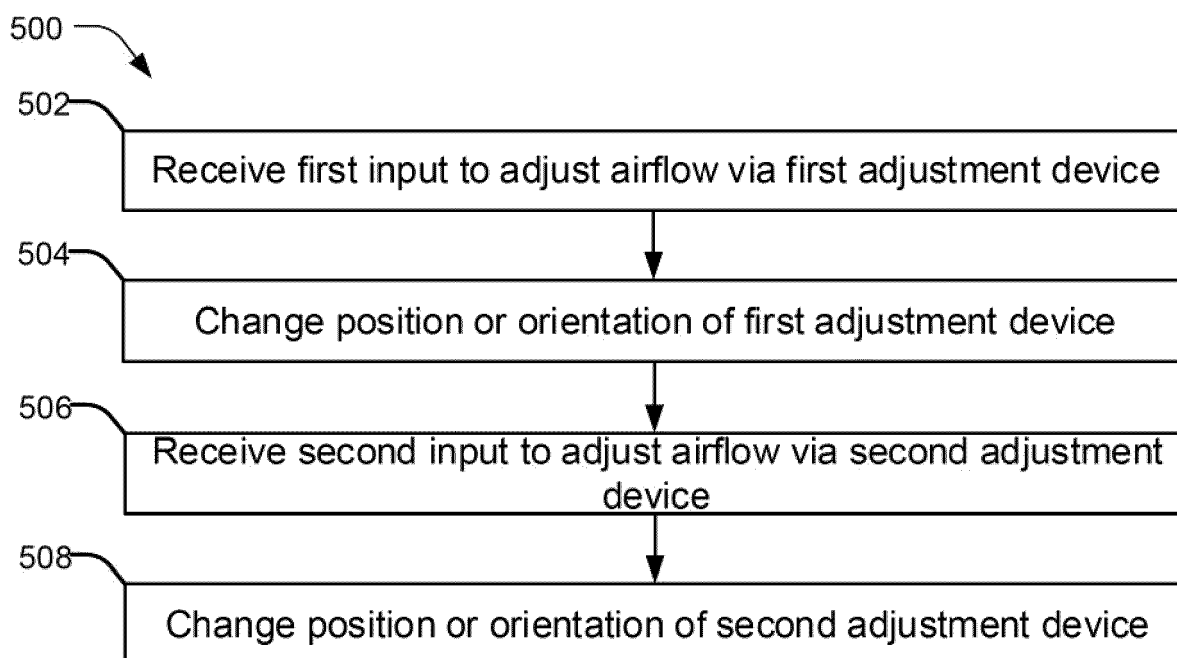 500
502
Receive first input to adjust airflow via first adjustment device
504
Change position or orientation of first adjustment device
506
Receive second input to adjust airflow via second adjustment
device
508
Change position or orientation of second adjustment device